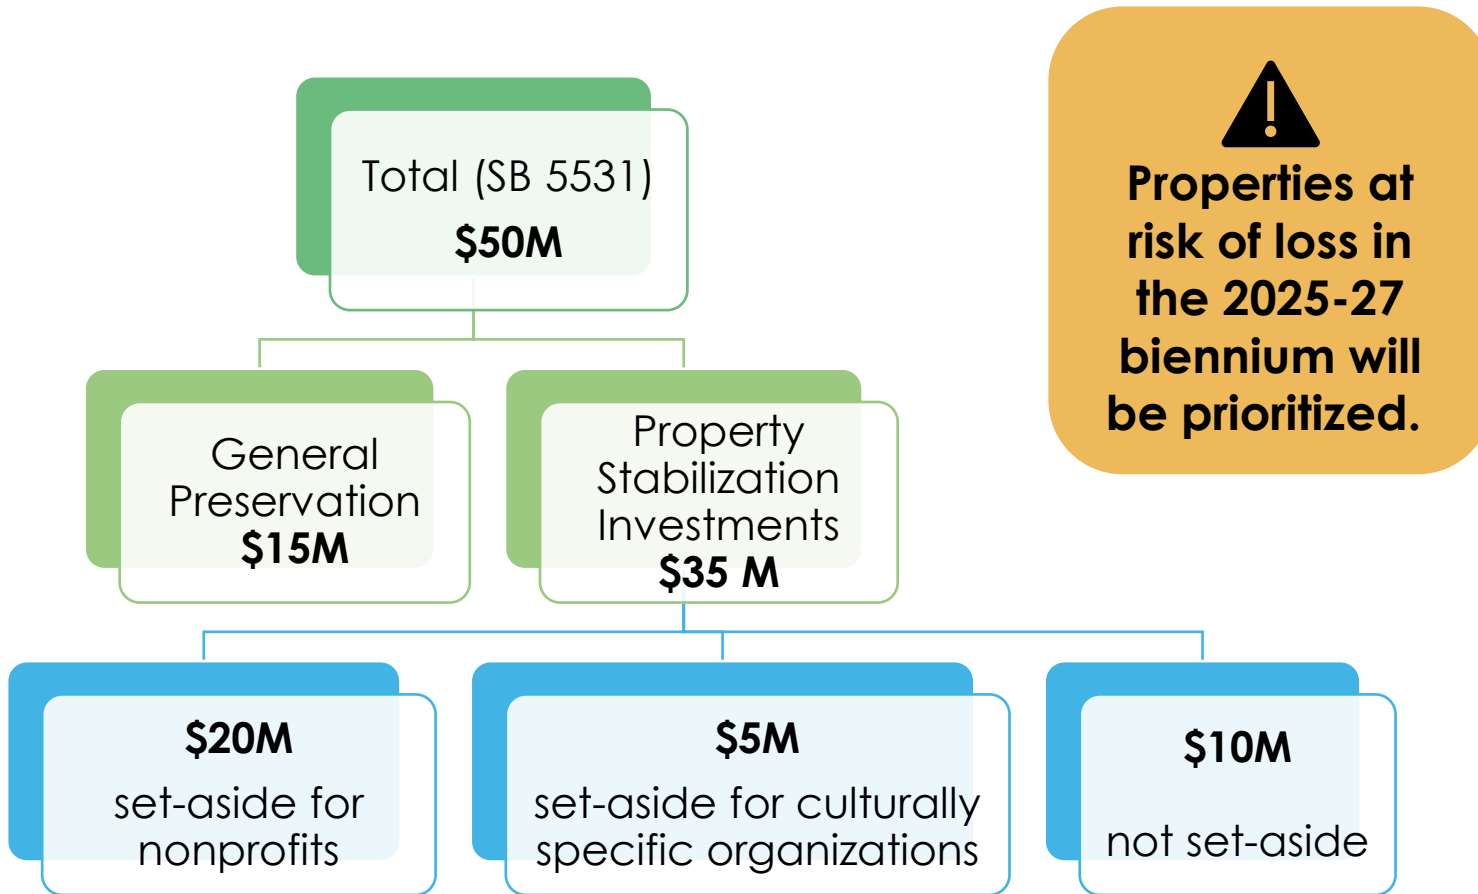 Total (SB 5531)
$50M
Properties at
risk of loss in
the 2025-27
biennium will
be prioritized.
General
Preservation
$15M
Property
Stabilization
Investments
$35 M
$20M
set-aside for
nonprofits
$5M
set-aside for culturally
specific organizations
$10M
not set-aside